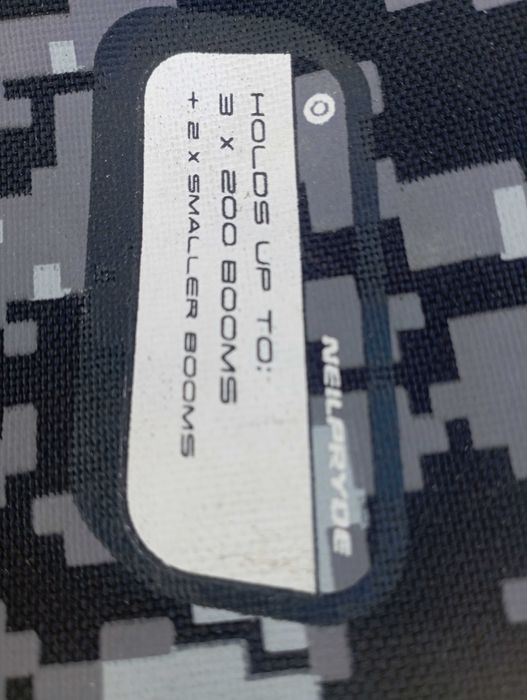 NEILPRYDE
HOLDS UP TO:
3 X 200 BOOMS
+ 2 X SMALLER BOOMS